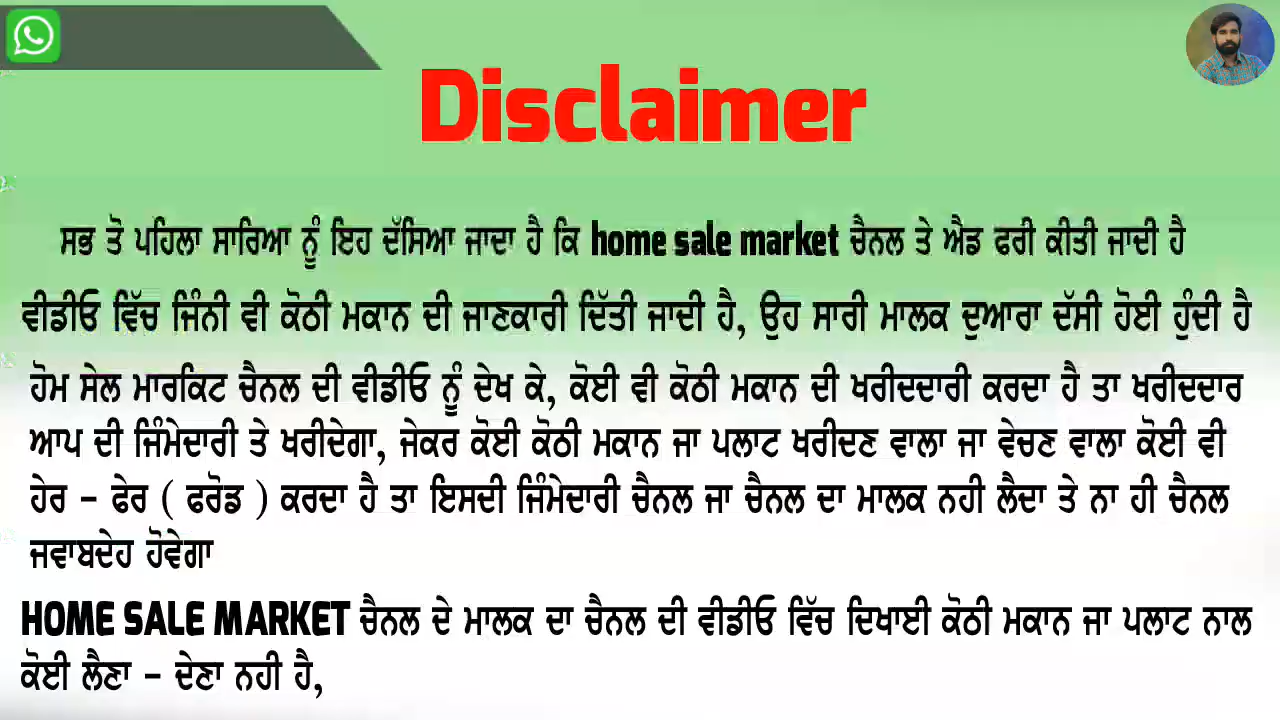 Disclaimer
ਸਭ ਤੋ ਪਹਿਲਾ ਸਾਰਿਆ ਨੂੰ ਇਹ ਦੱਸਿਆ ਜਾਦਾ ਹੈ ਕਿ home sale market ਚੈਨਲ ਤੇ ਐਡ ਫਰੀ ਕੀਤੀ ਜਾਦੀ ਹੈ
ਵੀਡੀਓ ਵਿੱਚ ਜਿੰਨੀ ਵੀ ਕੋਠੀ ਮਕਾਨ ਦੀ ਜਾਣਕਾਰੀ ਦਿੱਤੀ ਜਾਦੀ ਹੈ, ਉਹ ਸਾਰੀ ਮਾਲਕ ਦੁਆਰਾ ਦੱਸੀ ਹੋਈ ਹੁੰਦੀ ਹੈ
ਹੋਮ ਸੇਲ ਮਾਰਕਿਟ ਚੈਨਲ ਦੀ ਵੀਡੀਓ ਨੂੰ ਦੇਖ ਕੇ, ਕੋਈ ਵੀ ਕੋਠੀ ਮਕਾਨ ਦੀ ਖਰੀਦਦਾਰੀ ਕਰਦਾ ਹੈ ਤਾ ਖਰੀਦਦਾਰ
ਆਪ ਦੀ ਜਿੰਮੇਦਾਰੀ ਤੇ ਖਰੀਦੇਗਾ, ਜੇਕਰ ਕੋਈ ਕੋਠੀ ਮਕਾਨ ਜਾ ਪਲਾਟ ਖਰੀਦਣ ਵਾਲਾ ਜਾ ਵੇਚਣ ਵਾਲਾ ਕੋਈ ਵੀ
ਹੇਰ - ਫੇਰ ( ਫਰੋਡ ) ਕਰਦਾ ਹੈ ਤਾ ਇਸਦੀ ਜਿੰਮੇਦਾਰੀ ਚੈਨਲ ਜਾ ਚੈਨਲ ਦਾ ਮਾਲਕ ਨਹੀ ਲੈਦਾ ਤੇ ਨਾ ਹੀ ਚੈਨਲ
ਜਵਾਬਦੇਹ ਹੋਵੇਗਾ
HOME SALE MARKET ਚੈਨਲ ਦੇ ਮਾਲਕ ਦਾ ਚੈਨਲ ਦੀ ਵੀਡੀਓ ਵਿੱਚ ਦਿਖਾਈ ਕੋਠੀ ਮਕਾਨ ਜਾ ਪਲਾਟ ਨਾਲ
ਕੋਈ ਲੈਣਾ - ਦੇਣਾ ਨਹੀ ਹੈ,